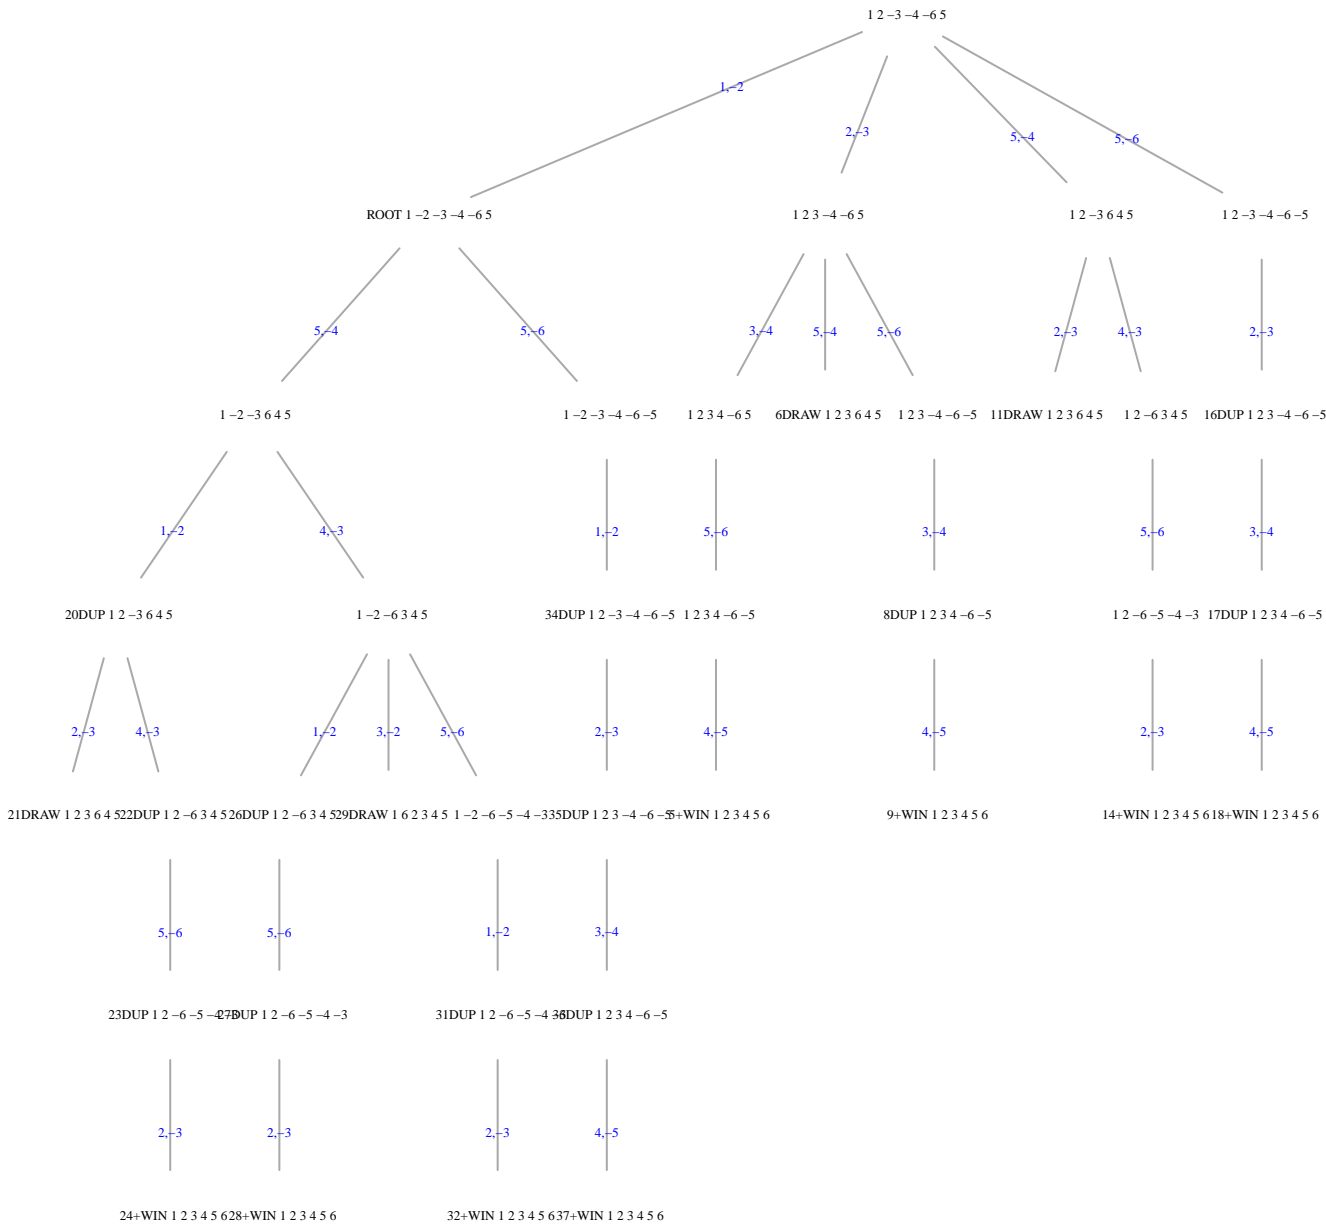 1 2 −3 −4 −6 5
1,−2
2,−3
5,−4
5,−6
ROOT 1 −2 −3 −4 −6 5
1 2 3 −4 −6 5
1 2 −3 6 4 5
1 2 −3 −4 −6 −5
5,−4
5,−6
3,−4
5,−4
5,−6
2,−3
4,−3
2,−3
1 −2 −3 6 4 5
1 −2 −3 −4 −6 −5
1 2 3 4 −6 5
6DRAW 1 2 3 6 4 5
1 2 3 −4 −6 −5
11DRAW 1 2 3 6 4 5
1 2 −6 3 4 5
16DUP 1 2 3 −4 −6 −5
1,−2
4,−3
1,−2
5,−6
3,−4
5,−6
3,−4
20DUP 1 2 −3 6 4 5
1 −2 −6 3 4 5
34DUP 1 2 −3 −4 −6 −5
1 2 3 4 −6 −5
8DUP 1 2 3 4 −6 −5
1 2 −6 −5 −4 −3
17DUP 1 2 3 4 −6 −5
2,−3
4,−3
1,−2
3,−2
5,−6
2,−3
4,−5
4,−5
2,−3
4,−5
21DRAW 1 2 3 6 4 5
22DUP 1 2 −6 3 4 5
26DUP 1 2 −6 3 4 5
29DRAW 1 6 2 3 4 5
1 −2 −6 −5 −4 −3
35DUP 1 2 3 −4 −6 −5
5+WIN 1 2 3 4 5 6
9+WIN 1 2 3 4 5 6
14+WIN 1 2 3 4 5 6
18+WIN 1 2 3 4 5 6
5,−6
5,−6
1,−2
3,−4
23DUP 1 2 −6 −5 −4 −3
27DUP 1 2 −6 −5 −4 −3
31DUP 1 2 −6 −5 −4 −3
36DUP 1 2 3 4 −6 −5
2,−3
2,−3
2,−3
4,−5
24+WIN 1 2 3 4 5 6
28+WIN 1 2 3 4 5 6
32+WIN 1 2 3 4 5 6
37+WIN 1 2 3 4 5 6